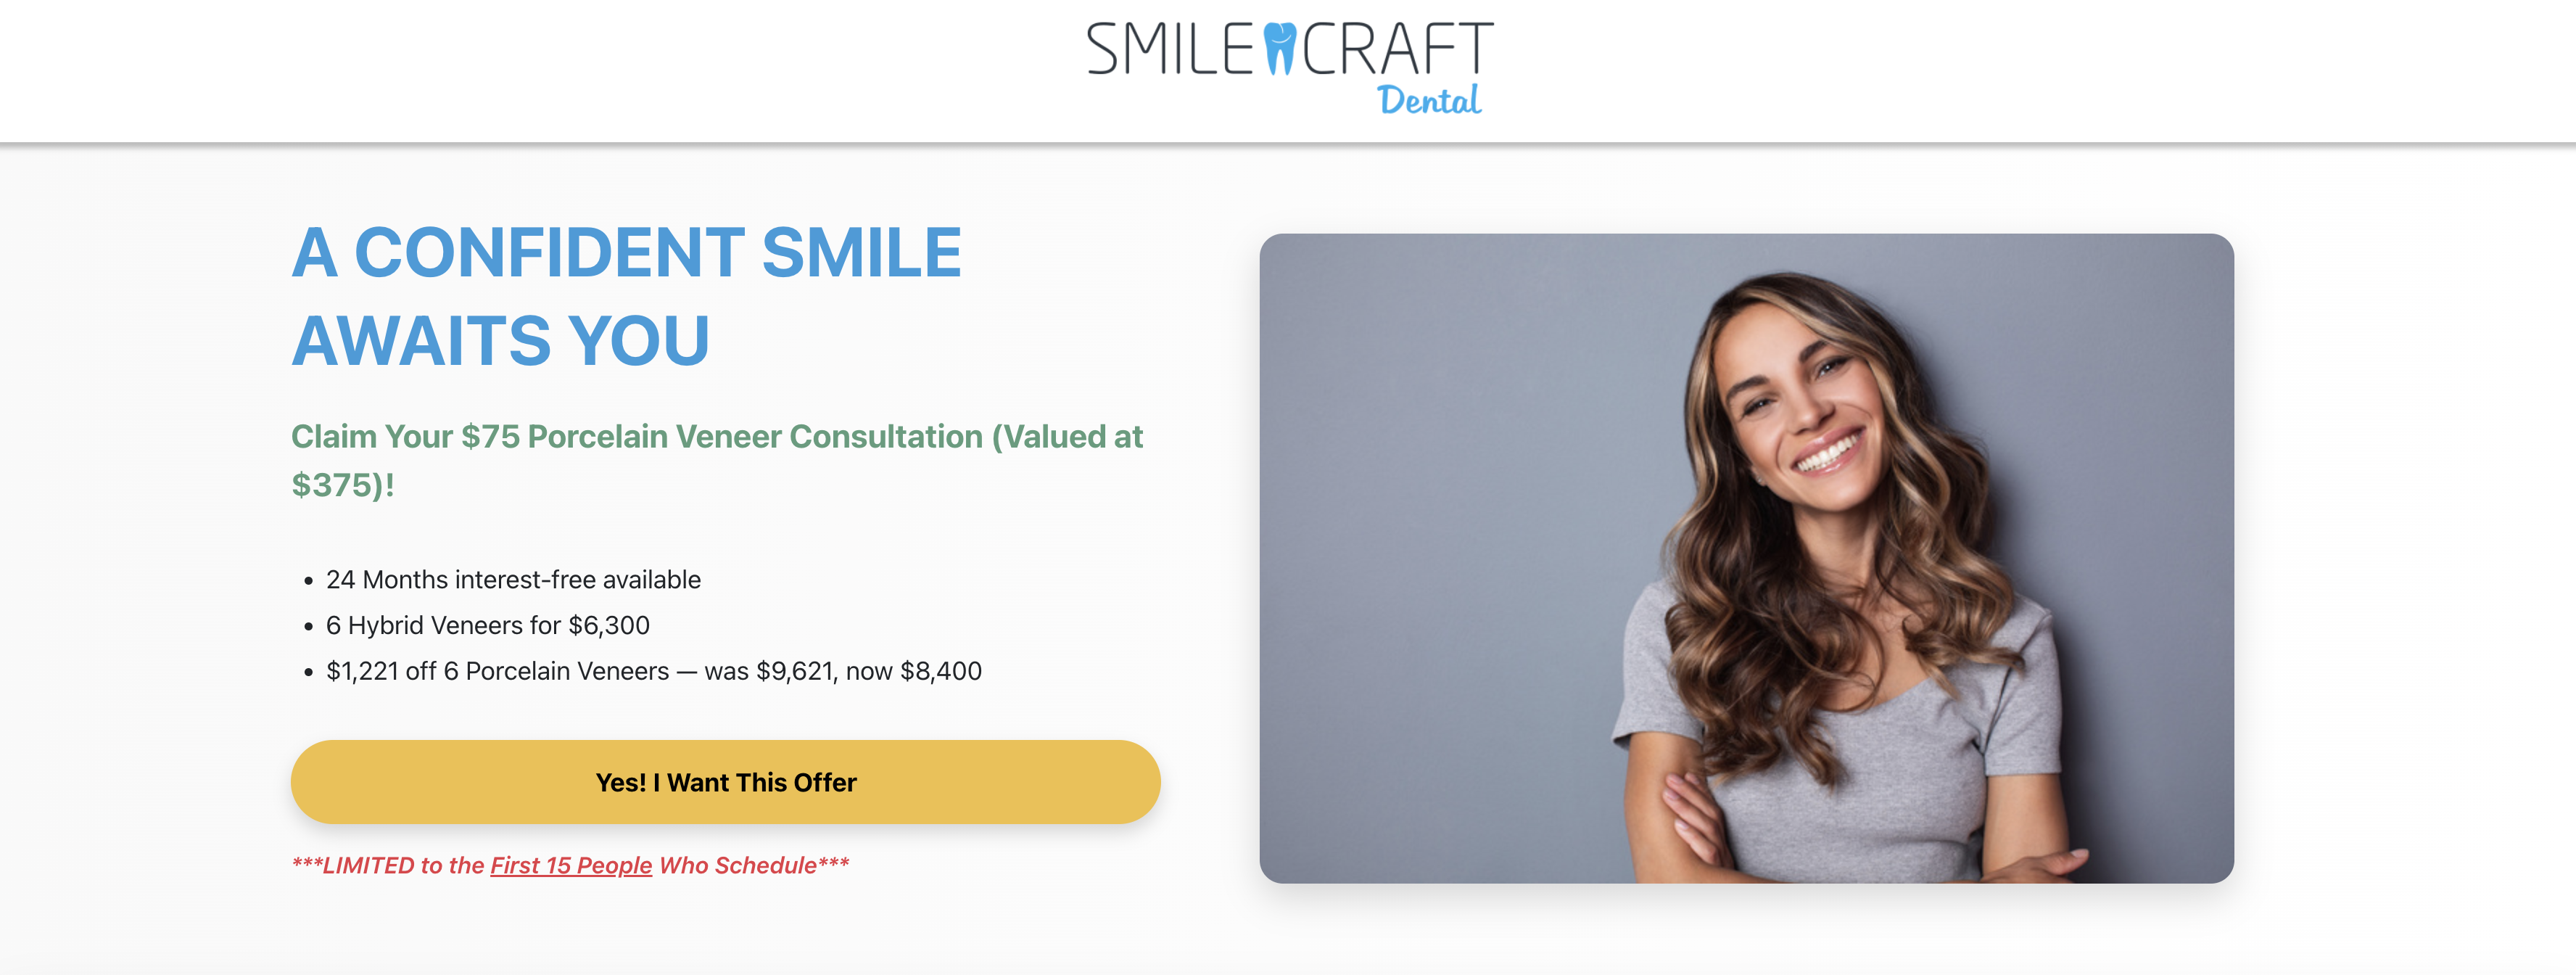 SMILE CRAFT
Dental
A CONFIDENT SMILE
AWAITS YOU
Claim Your $75 Porcelain Veneer Consultation (Valued at
$375)!
• 24 Months interest-free available
• 6 Hybrid Veneers for $6,300
• $1,221 off 6 Porcelain Veneers — was $9,621, now $8,400
Yes! I Want This Offer
***LIMITED to the First 15 People Who Schedule***